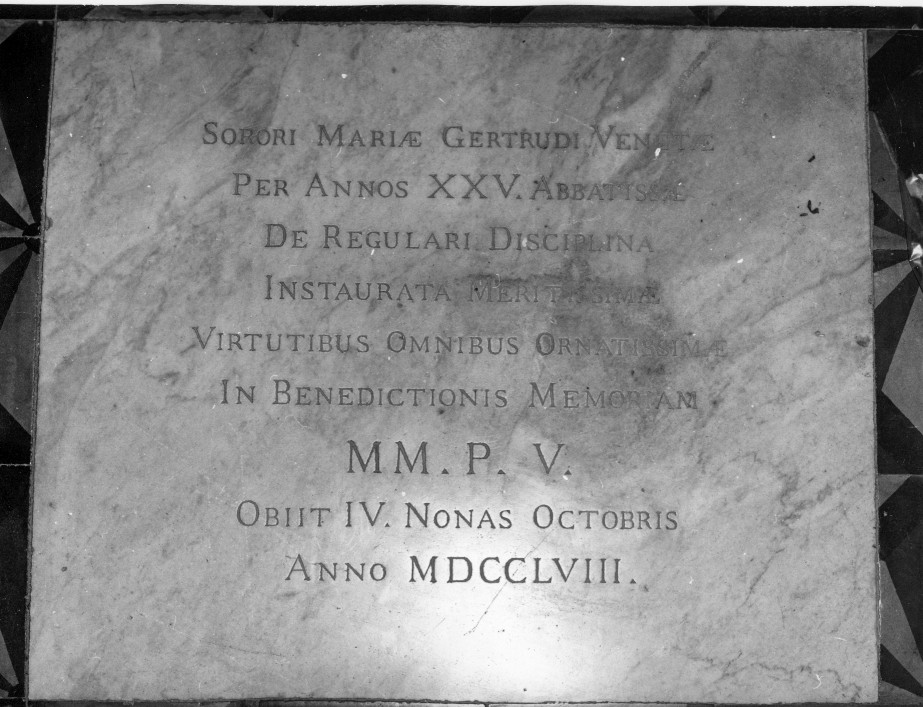 SORORI MARIÆ GERTRUDI VENETÆ
PER ANNOS XXV. ABBATISSÆ
DE REGULARI DISCIPLINA
INSTAURATA MERITISSIMÆ
VIRTUTIBUS OMNIBUS ORNATISSIMÆ
IN BENEDICTIONIS MEMORIAM
MM. P. V.
OBIIT IV. NONAS OCTOBRIS
ANNO MDCCLVIII.